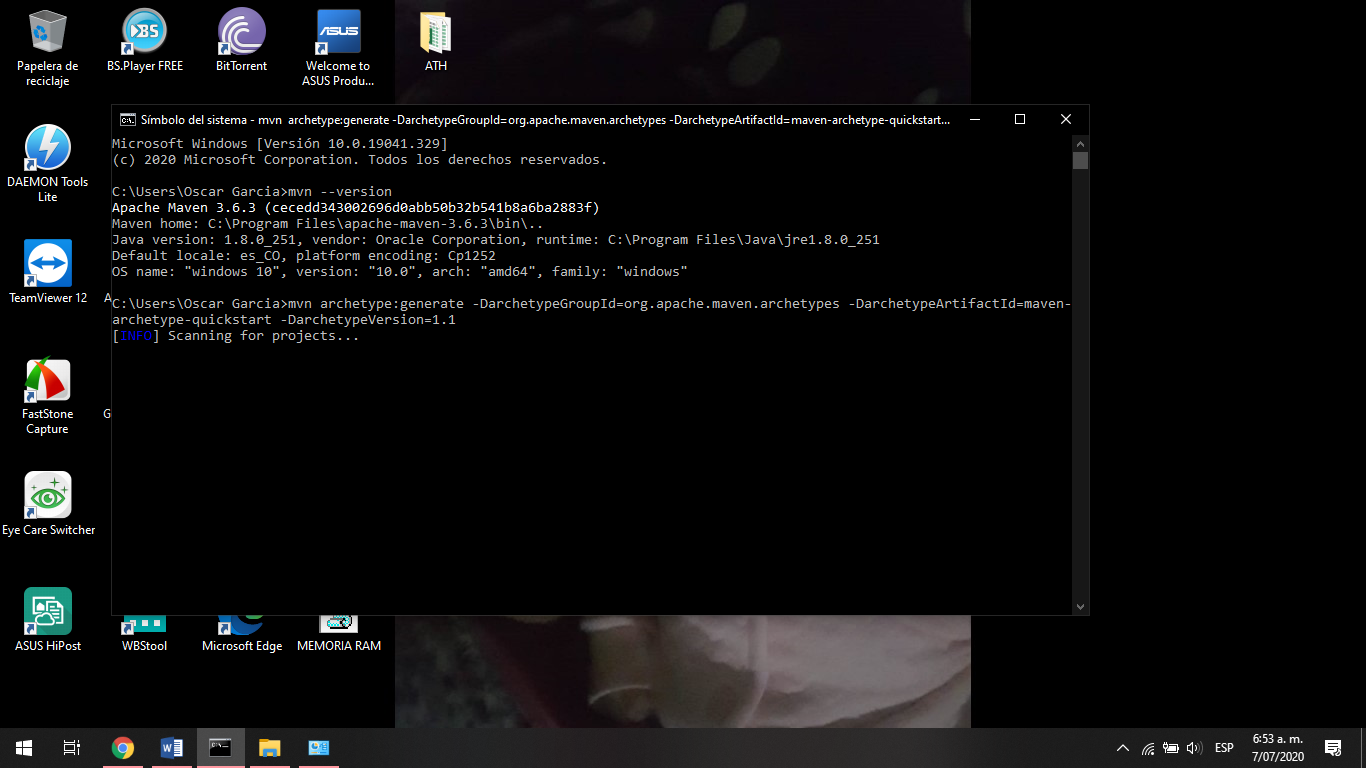 Papelera de
reciclaje
BS.Player FREE
BitTorrent
ASUS
Welcome to
ASUS Produ...
ATH
DAEMON Tools
Lite
TeamViewer 12
A
FastStone
Capture
G
Eye Care Switcher
ASUS HiPost
WBStool
Microsoft Edge
MEMORIA RAM
Símbolo del sistema - mvn archetype:generate -DarchetypeGroupId=org.apache.maven.archetypes -DarchetypeArtifactId=maven-archetype-quickstart...
Microsoft Windows [Versión 10.0.19041.329]
(c) 2020 Microsoft Corporation. Todos los derechos reservados.
C:\Users\Oscar Garcia>mvn --version
Apache Maven 3.6.3 (cecedd343002696d0abb50b32b541b8a6ba2883f)
Maven home: C:\Program Files\apache-maven-3.6.3\bin\..
Java version: 1.8.0_251, vendor: Oracle Corporation, runtime: C:\Program Files\Java\jre1.8.0_251
Default locale: es_CO, platform encoding: Cp1252
OS name: "windows 10", version: "10.0", arch: "amd64", family: "windows"
C:\Users\Oscar Garcia>mvn archetype:generate -DarchetypeGroupId=org.apache.maven.archetypes -DarchetypeArtifactId=maven-
archetype-quickstart -DarchetypeVersion=1.1
[INFO] Scanning for projects...
ESP
6:53 a. m.
7/07/2020